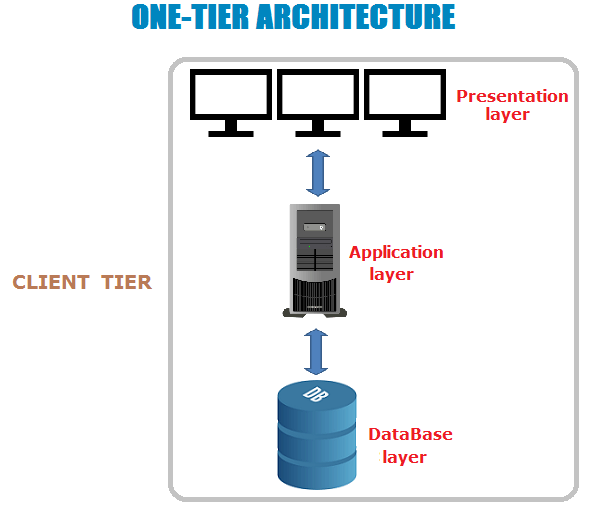 ONE-TIER ARCHITECTURE
Presentation
layer
Application
layer
CLIENT TIER
DB
DataBase
layer